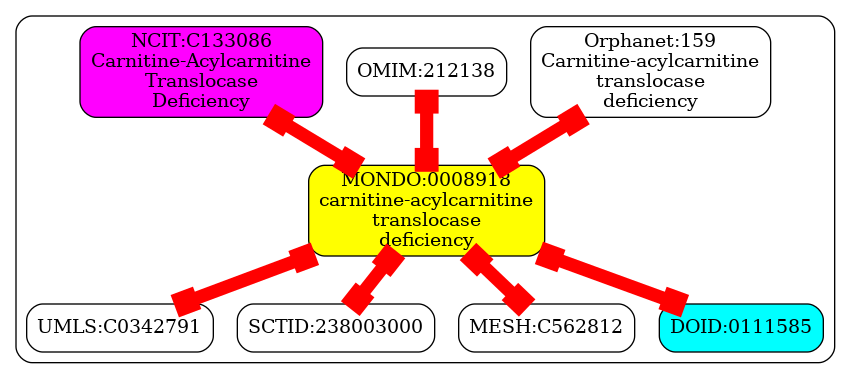 NCIT:C133086
Carnitine-Acylcarnitine
Translocase
Deficiency
OMIM:212138
Orphanet:159
Carnitine-acylcarnitine
translocase
deficiency
MONDO:0008918
carnitine-acylcarnitine
translocase
deficiency
UMLS:C0342791
SCTID:238003000
MESH:C562812
DOID:0111585